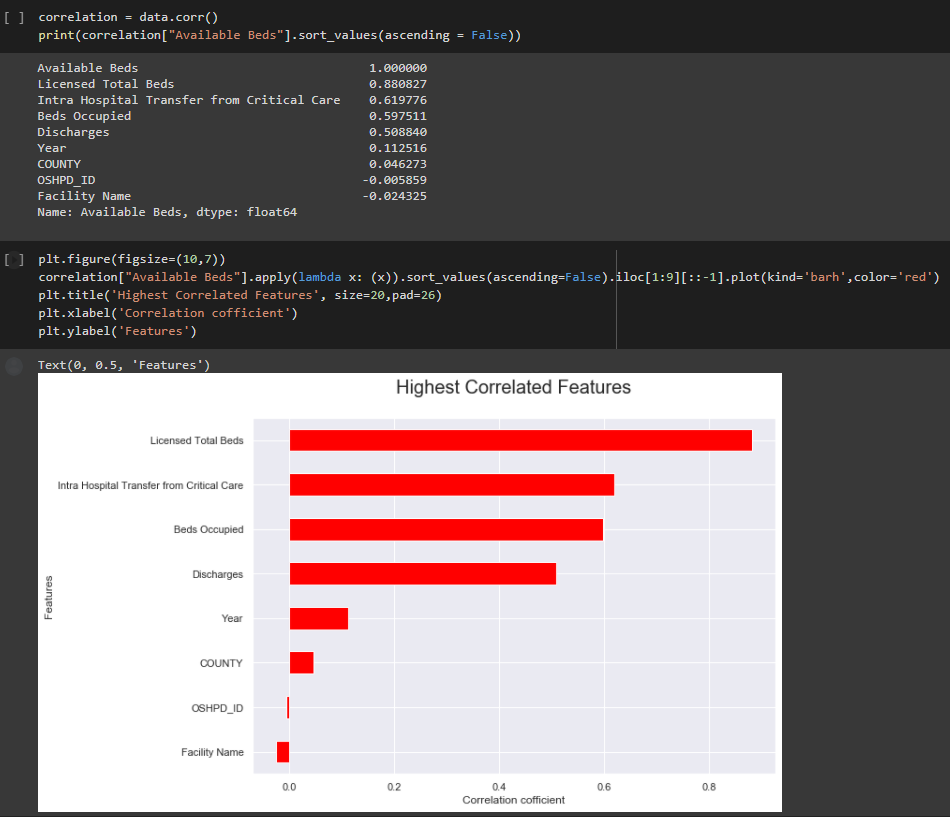 [ ] correlation = data.corr()
print(correlation["Available Beds"].sort_values(ascending = False))
Available Beds 1.000000
Licensed Total Beds 0.880827
Intra Hospital Transfer from Critical Care 0.619776
Beds Occupied 0.597511
Discharges 0.508840
Year 0.112516
COUNTY 0.046273
OSHPD_ID -0.005859
Facility Name -0.024325
Name: Available Beds, dtype: float64
[ ] plt.figure(figsize=(10,7))
correlation["Available Beds"].apply(lambda x: (x)).sort_values(ascending=False).iloc[1:9][::-1].plot(kind='barh',color='red')
plt.title('Highest Correlated Features', size=20,pad=26)
plt.xlabel('Correlation cofficient')
plt.ylabel('Features')
Text(0, 0.5, 'Features')
Highest Correlated Features
Licensed Total Beds
Intra Hospital Transfer from Critical Care
Beds Occupied
Discharges
Features
Year
COUNTY
OSHPD_ID
Facility Name
0.0 0.2 0.4 0.6 0.8
Correlation cofficient